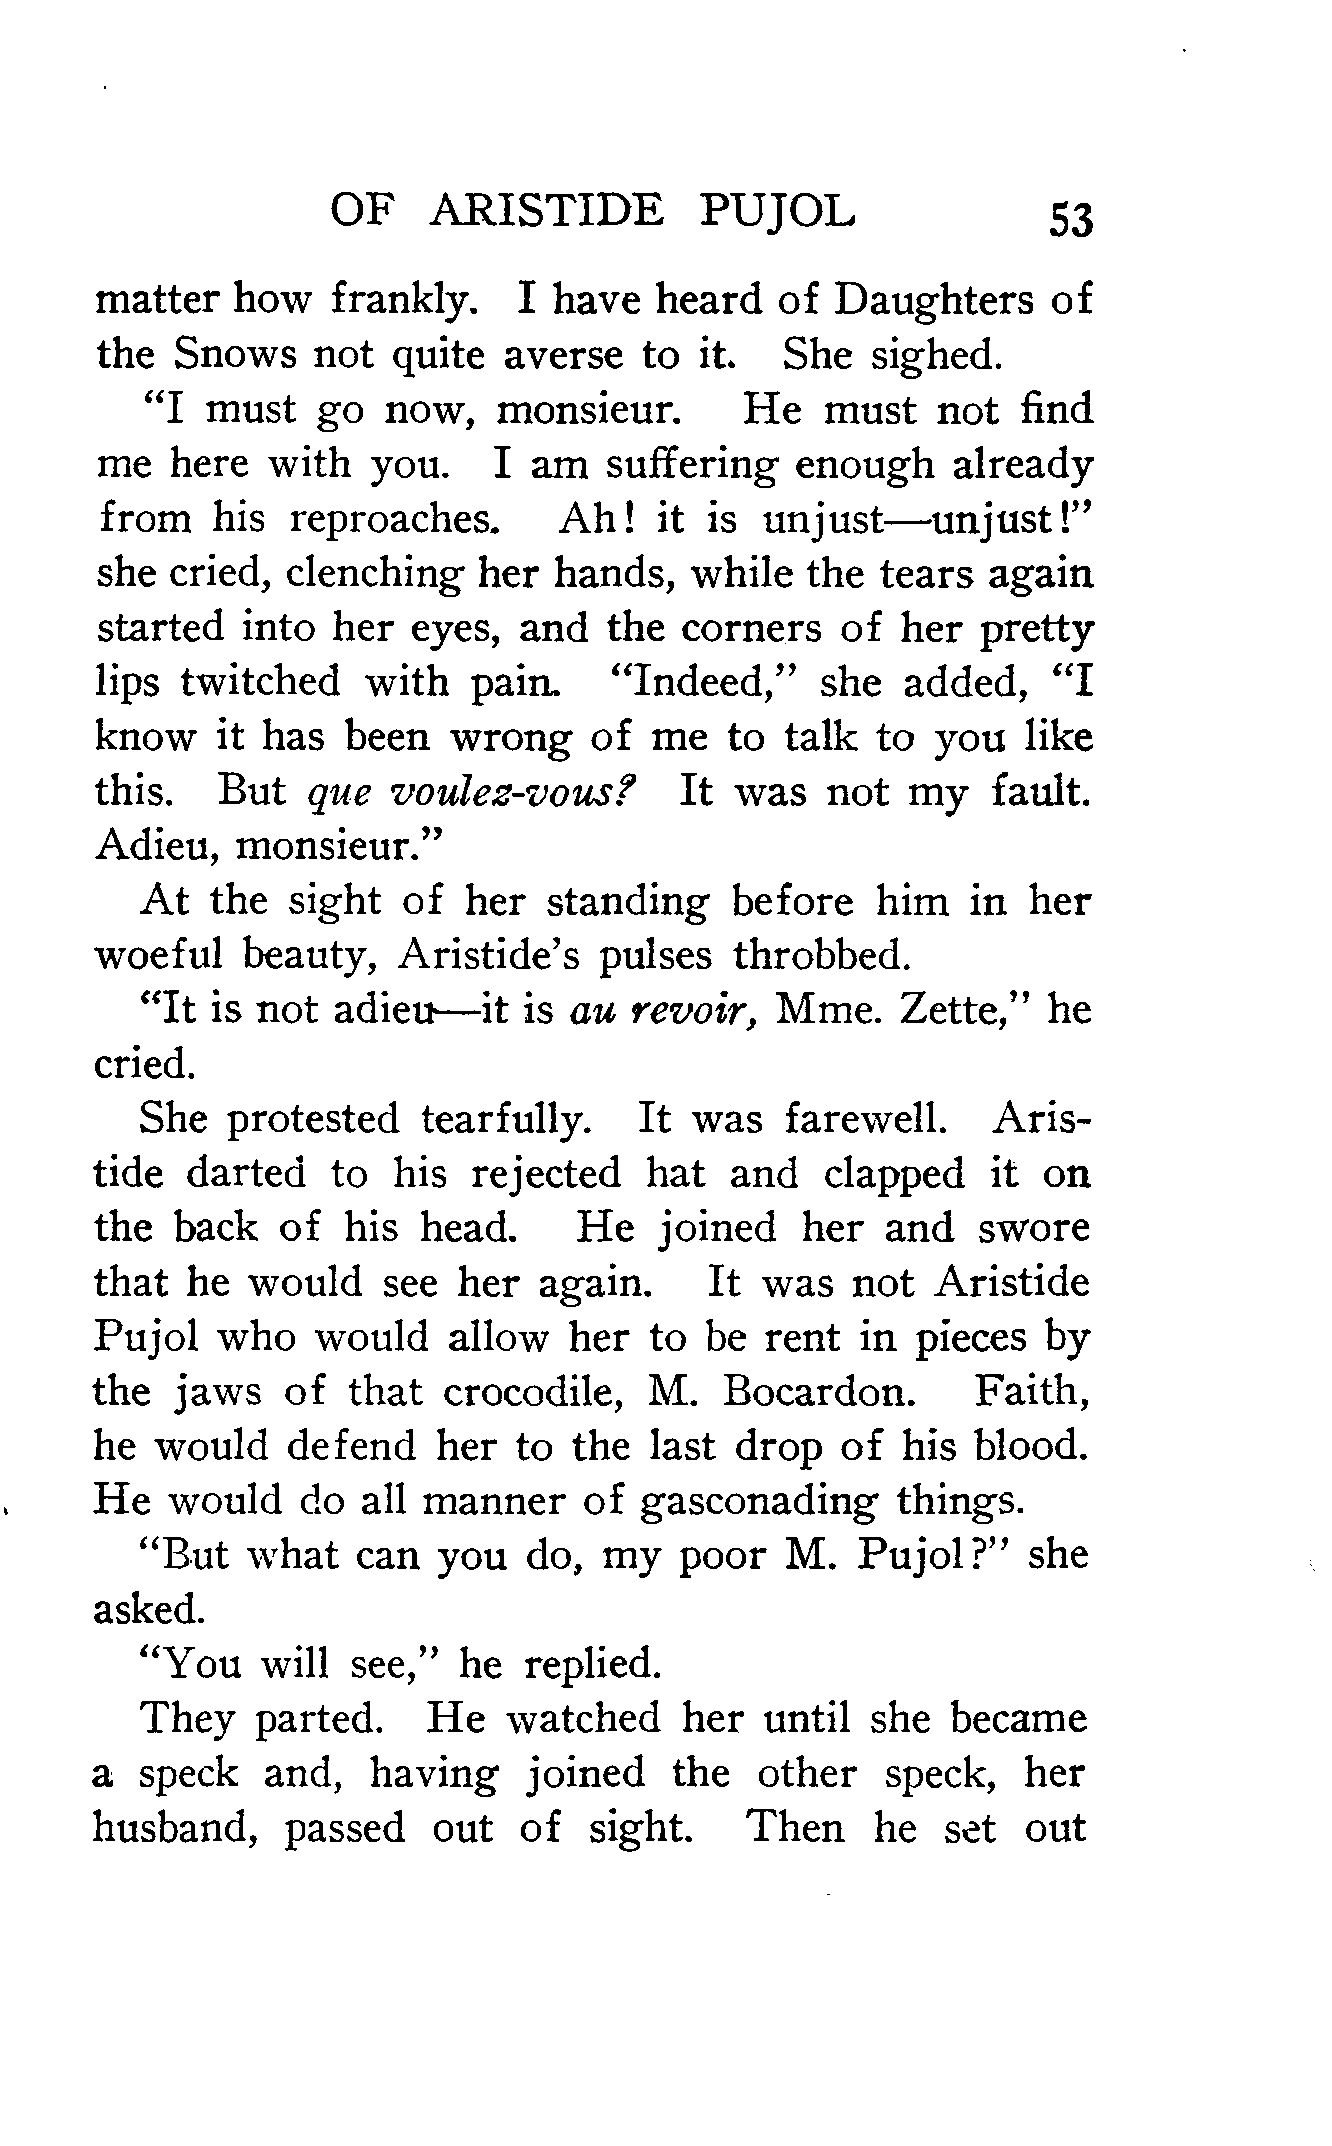 OF ARISTIDE PUJOL 53
matter how frankly. I have heard of Daughters of
the Snows not quite averse to it. She sighed.
“I must go now, monsieur. He must not find
me here with you. I am suffering enough already
from his reproaches. Ah! it is unjust—unjust!”
she cried, clenching her hands, while the tears again
started into her eyes, and the corners of her pretty
lips twitched with pain. “Indeed,” she added, “I
know it has been wrong of me to talk to you like
this. But que voulez-vous? It was not my fault.
Adieu, monsieur.”
At the sight of her standing before him in her
woeful beauty, Aristide’s pulses throbbed.
“It is not adieu—it is au revoir, Mme. Zette,” he
cried.
She protested tearfully. It was farewell. Aris-
tide darted to his rejected hat and clapped it on
the back of his head. He joined her and swore
that he would see her again. It was not Aristide
Pujol who would allow her to be rent in pieces by
the jaws of that crocodile, M. Bocardon. Faith,
he would defend her to the last drop of his blood.
He would do all manner of gasconading things.
“But what can you do, my poor M. Pujol?” she
asked.
“You will see,” he replied.
They parted. He watched her until she became
a speck and, having joined the other speck, her
husband, passed out of sight. Then he set out